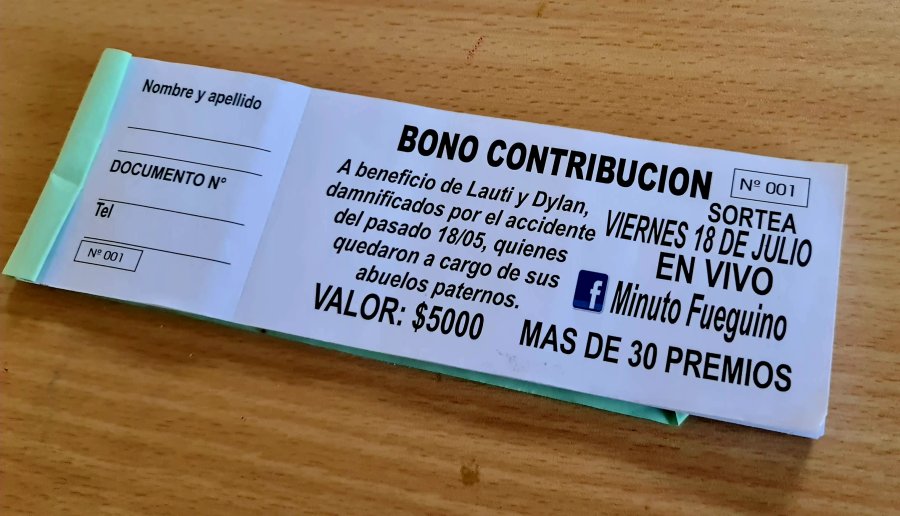 Nombre y apellido
DOCUMENTO N°
Tel
Nº 001
BONO CONTRIBUCION
Nº 001
A beneficio de Lauti y Dylan,
damnificados por el accidente
del pasado 18/05, quienes
quedaron a cargo de sus
abuelos paternos.
VALOR: $5000
SORTEA
VIERNES 18 DE JULIO
EN VIVO
f Minuto Fueguino
MAS DE 30 PREMIOS